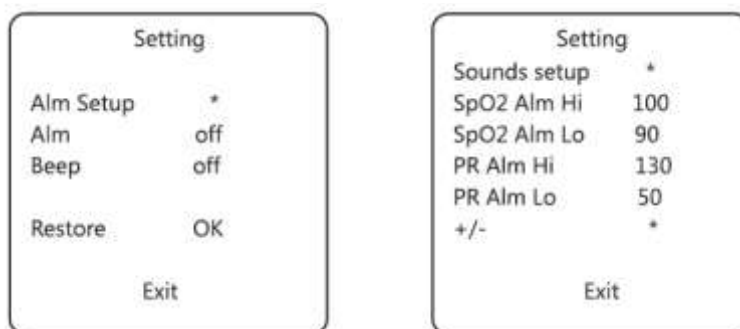 Setting
Alm Setup *
Alm off
Beep off
Restore OK
Exit
Setting
Sounds setup *
SpO2 Alm Hi 100
SpO2 Alm Lo 90
PR Alm Hi 130
PR Alm Lo 50
+/- *
Exit